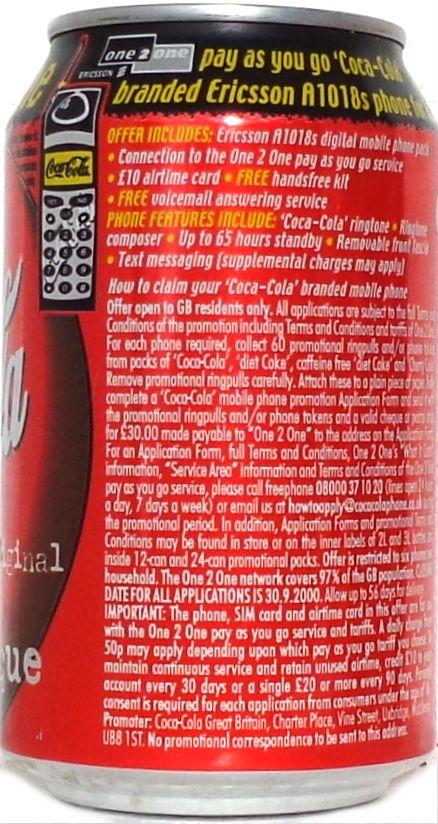 one 2 one pay as you go 'Coca-Cola'
ERICSSON
branded Ericsson A1018s phone
Coca-Cola
OFFER INCLUDES: Ericsson A1018s digital mobile phone pack
• Connection to the One 2 One pay as you go service
• £10 airtime card • FREE handsfree kit
• FREE voicemail answering service
PHONE FEATURES INCLUDE: 'Coca-Cola' ringtone • Ringtone
composer • Up to 65 hours standby • Removable front fascia
• Text messaging (supplemental charges may apply)
How to claim your 'Coca-Cola' branded mobile phone
Offer open to GB residents only. All applications are subject to the full Terms and
Conditions of the promotion including Terms and Conditions and tariffs of One 2 One.
For each phone required, collect 60 promotional ringpulls and/or phone tokens
from packs of 'Coca-Cola', 'diet Coke', caffeine free 'diet Coke' and 'Cherry Coke'.
Remove promotional ringpulls carefully. Attach these to a plain piece of paper,
complete a 'Coca-Cola' mobile phone promotion Application Form and send with
the promotional ringpulls and/or phone tokens and a valid cheque or postal order
for £30.00 made payable to "One 2 One" to the address on the Application Form.
For an Application Form, full Terms and Conditions, One 2 One's "What it Costs"
information, "Service Area" information and Terms and Conditions of the One 2 One
pay as you go service, please call freephone 08000 37 10 20 (lines open 24 hours
a day, 7 days a week) or email us at howtoapply@cocacolaphone.co.uk
the promotional period. In addition, Application Forms and promotional Terms and
Conditions may be found in store or on the inner labels of 2L and 3L bottles
inside 12-can and 24-can promotional packs. Offer is restricted to six phones per
household. The One 2 One network covers 97% of the GB population. CLOSING
DATE FOR ALL APPLICATIONS IS 30.9.2000. Allow up to 56 days for delivery.
IMPORTANT: The phone, SIM card and airtime card in this offer are for use
with the One 2 One pay as you go service and tariffs. A daily charge
50p may apply depending upon which pay as you go tariff you choose.
maintain continuous service and retain unused airtime, credit £10 to your
account every 30 days or a single £20 or more every 90 days. Parental
consent is required for each application from consumers under the age of
Promoter: Coca-Cola Great Britain, Charter Place, Vine Street, Uxbridge, Middlesex,
UB8 1ST. No promotional correspondence to be sent to this address.
ginal
ue